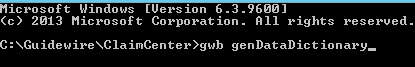 Microsoft Windows [Version 6.3.9600]
(c) 2013 Microsoft Corporation. All rights reserved.
C:\Guidewire\ClaimCenter>gwb genDataDictionary_